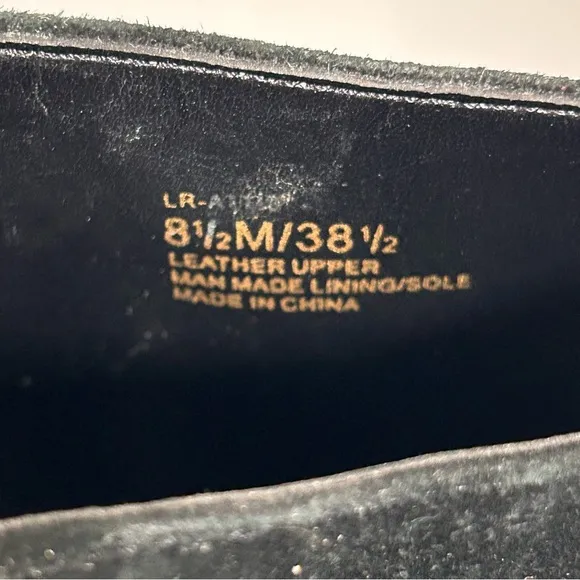 8½M/38½
LEATHER UPPER
MAN MADE LINING/SOLE
MADE IN CHINA